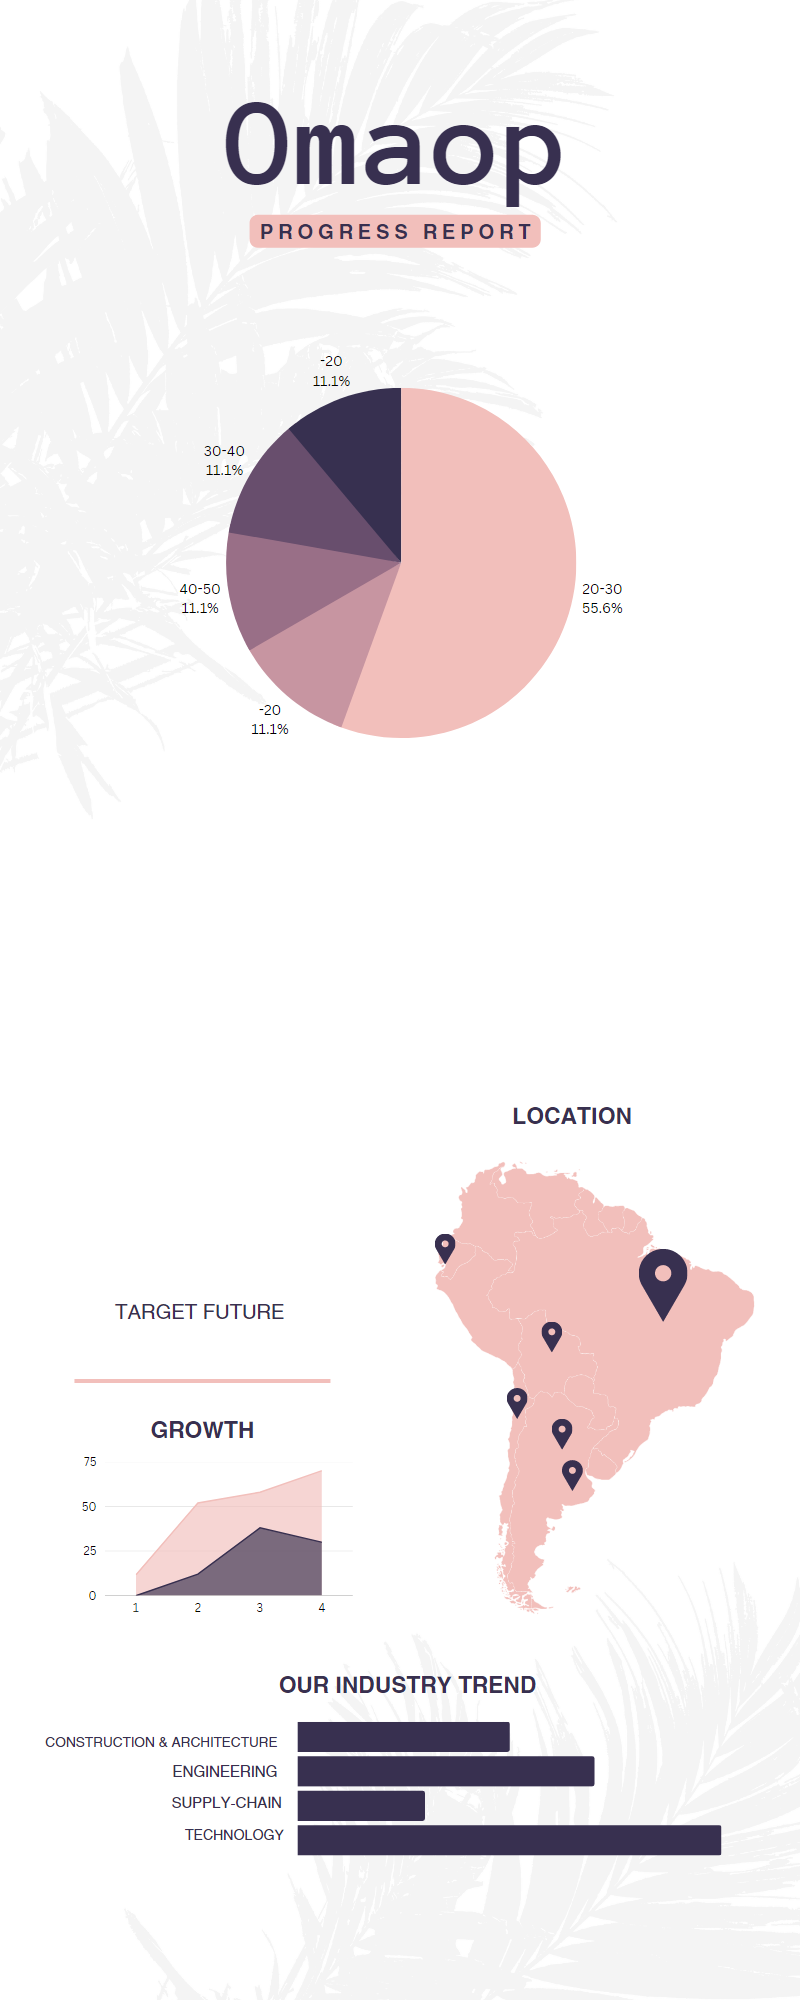 Omaop
PROGRESS REPORT
-20
11.1%
30-40
11.1%
40-50
11.1%
20-30
55.6%
-20
11.1%
LOCATION
TARGET FUTURE
GROWTH
75
50
25
0
1 2 3 4
OUR INDUSTRY TREND
CONSTRUCTION & ARCHITECTURE
ENGINEERING
SUPPLY-CHAIN
TECHNOLOGY